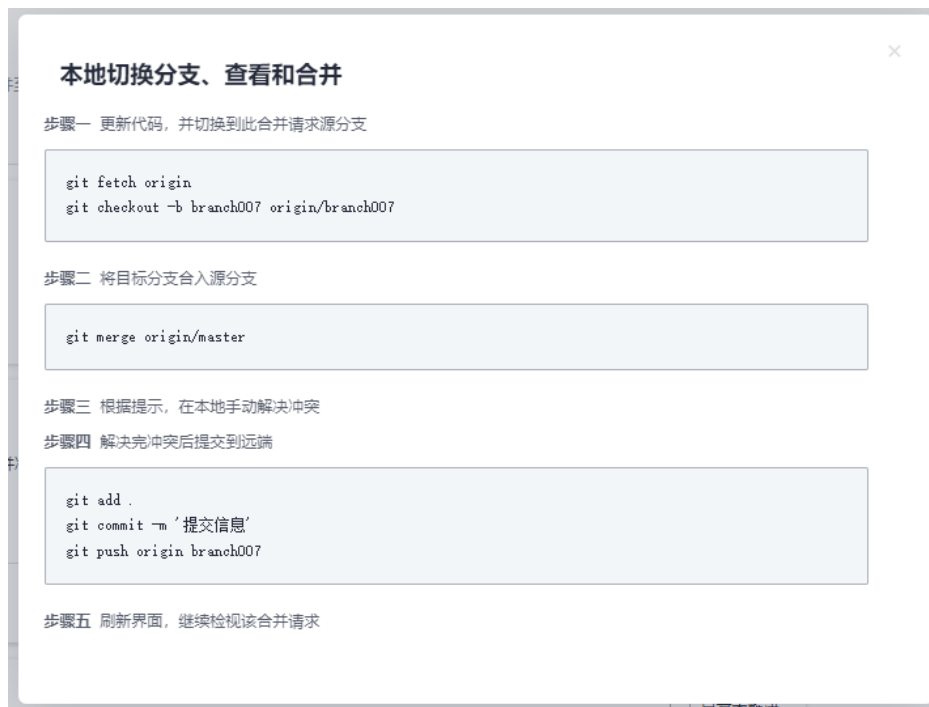 本地切换分支、查看和合并
步骤一 更新代码，并切换到此合并请求源分支
git fetch origin
git checkout -b branch007 origin/branch007
步骤二 将目标分支合入源分支
git merge origin/master
步骤三 根据提示，在本地手动解决冲突
步骤四 解决完冲突后提交到远端
git add .
git commit -m '提交信息'
git push origin branch007
步骤五 刷新界面，继续检视该合并请求